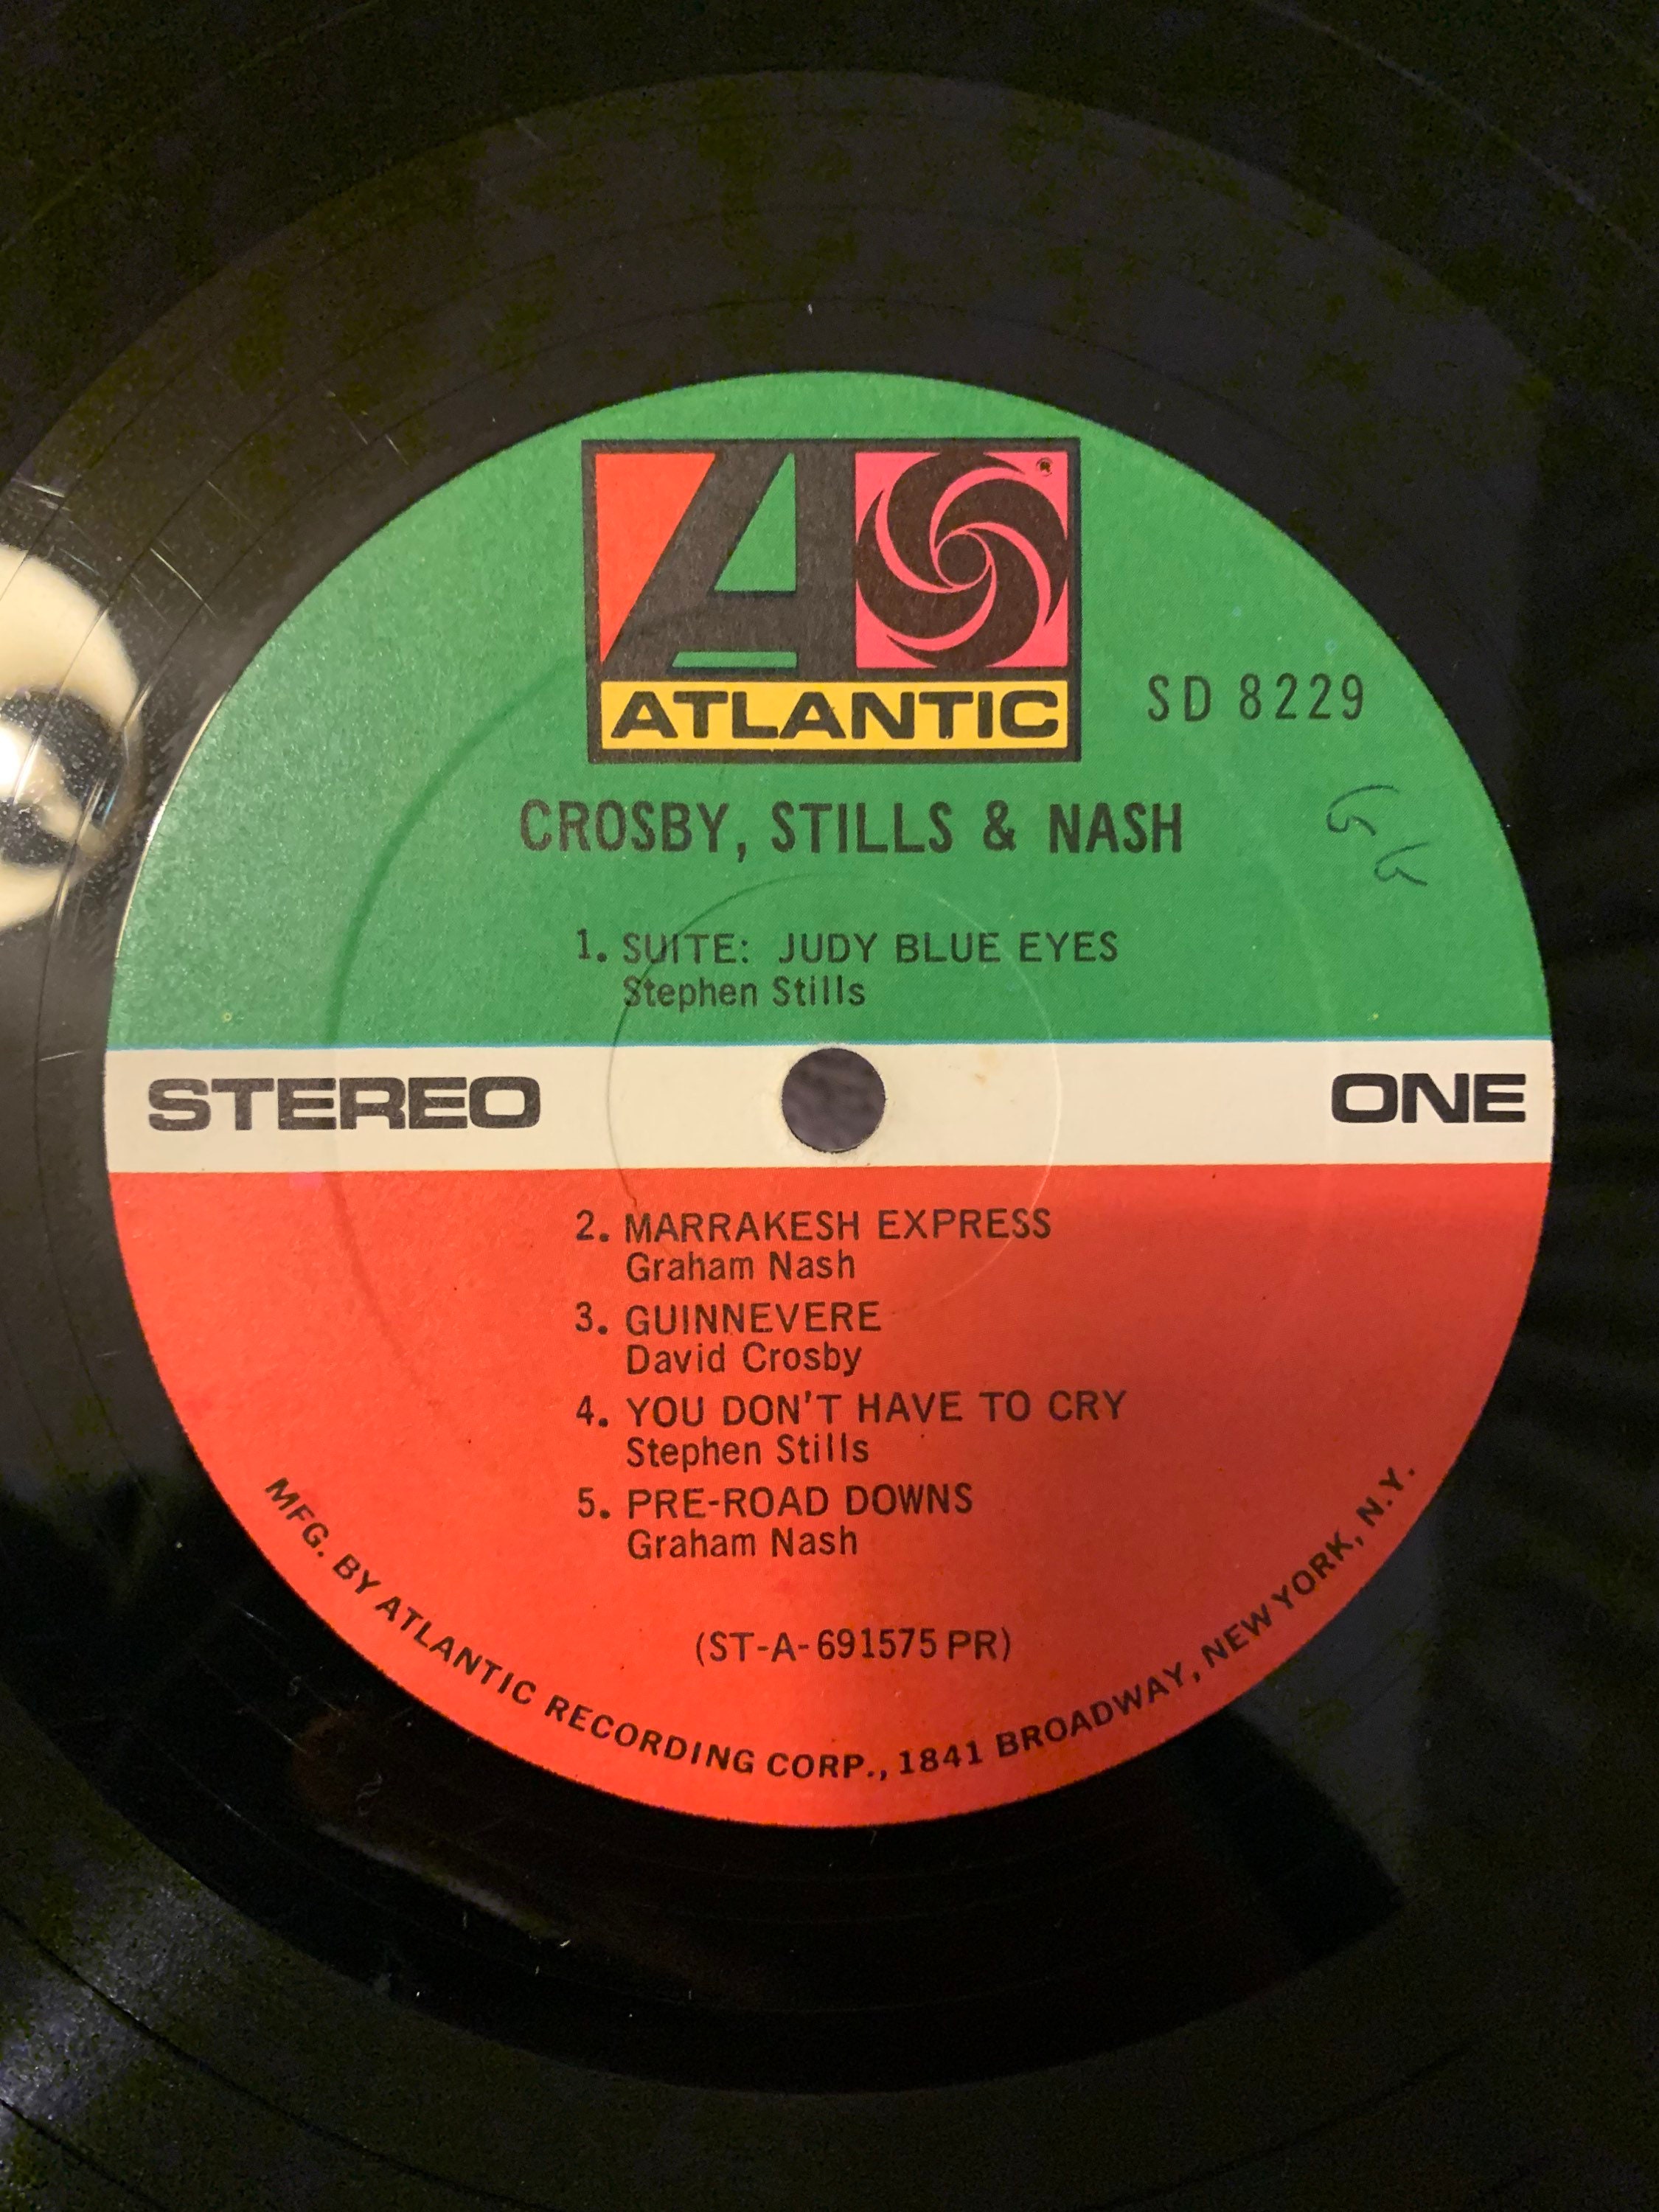 ®
ATLANTIC
SD 8229
CROSBY, STILLS & NASH
1. SUITE: JUDY BLUE EYES
Stephen Stills
STEREO
ONE
2. MARRAKESH EXPRESS
Graham Nash
3. GUINNEVERE
David Crosby
4. YOU DON'T HAVE TO CRY
Stephen Stills
5. PRE-ROAD DOWNS
Graham Nash
(ST-A-691575 PR)
MFG. BY ATLANTIC RECORDING CORP., 1841 BROADWAY, NEW YORK, N.Y.